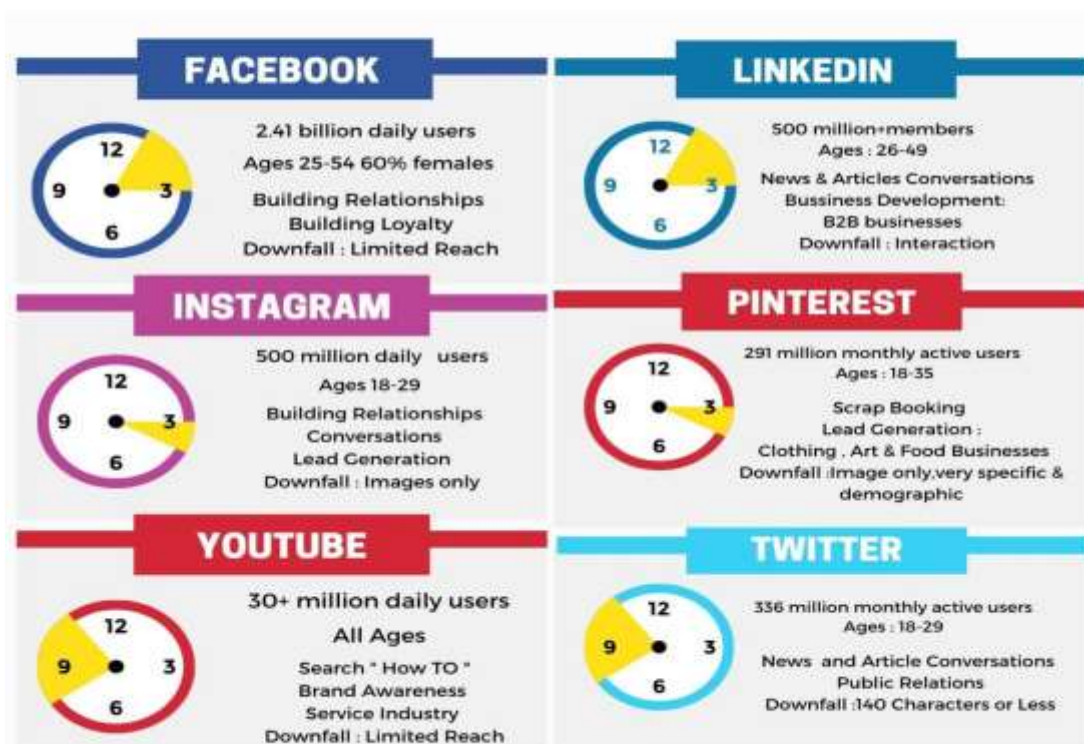 FACEBOOK
12
9
3
6
2.41 billion daily users
Ages 25-54 60% females
Building Relationships
Building Loyalty
Downfall : Limited Reach
LINKEDIN
12
9
3
6
500 million+members
Ages : 26-49
News & Articles Conversations
Bussiness Development:
B2B businesses
Downfall : Interaction
INSTAGRAM
12
9
3
6
500 million daily users
Ages 18-29
Building Relationships
Conversations
Lead Generation
Downfall : Images only
PINTEREST
12
9
3
6
291 million monthly active users
Ages : 18-35
Scrap Booking
Lead Generation :
Clothing , Art & Food Businesses
Downfall :Image only,very specific &
demographic
YOUTUBE
12
9
3
6
30+ million daily users
All Ages
Search " How TO "
Brand Awareness
Service Industry
Downfall : Limited Reach
TWITTER
12
9
3
6
336 million monthly active users
Ages : 18-29
News and Article Conversations
Public Relations
Downfall :140 Characters or Less